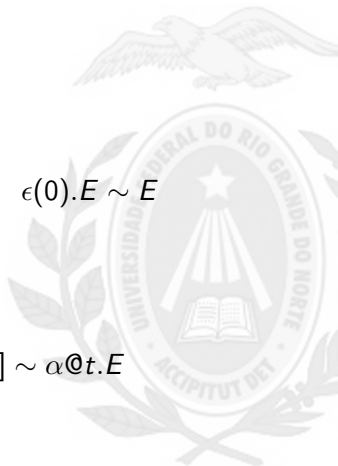 ϵ(0).E ∼ E
] ∼ α@t.E
UNIVERSIDADE FEDERAL DO RIO GRANDE DO NORTE
ACCIPITUT DET